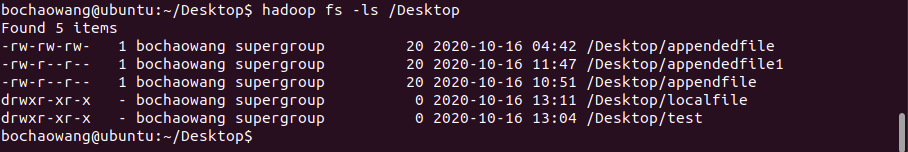 bochaowang@ubuntu:~/Desktop$ hadoop fs -ls /Desktop
Found 5 items
-rw-rw-rw-   1 bochaowang supergroup         20 2020-10-16 04:42 /Desktop/appendedfile
-rw-r--r--   1 bochaowang supergroup         20 2020-10-16 11:47 /Desktop/appendedfile1
-rw-r--r--   1 bochaowang supergroup         20 2020-10-16 10:51 /Desktop/appendfile
drwxr-xr-x   - bochaowang supergroup          0 2020-10-16 13:11 /Desktop/localfile
drwxr-xr-x   - bochaowang supergroup          0 2020-10-16 13:04 /Desktop/test
bochaowang@ubuntu:~/Desktop$